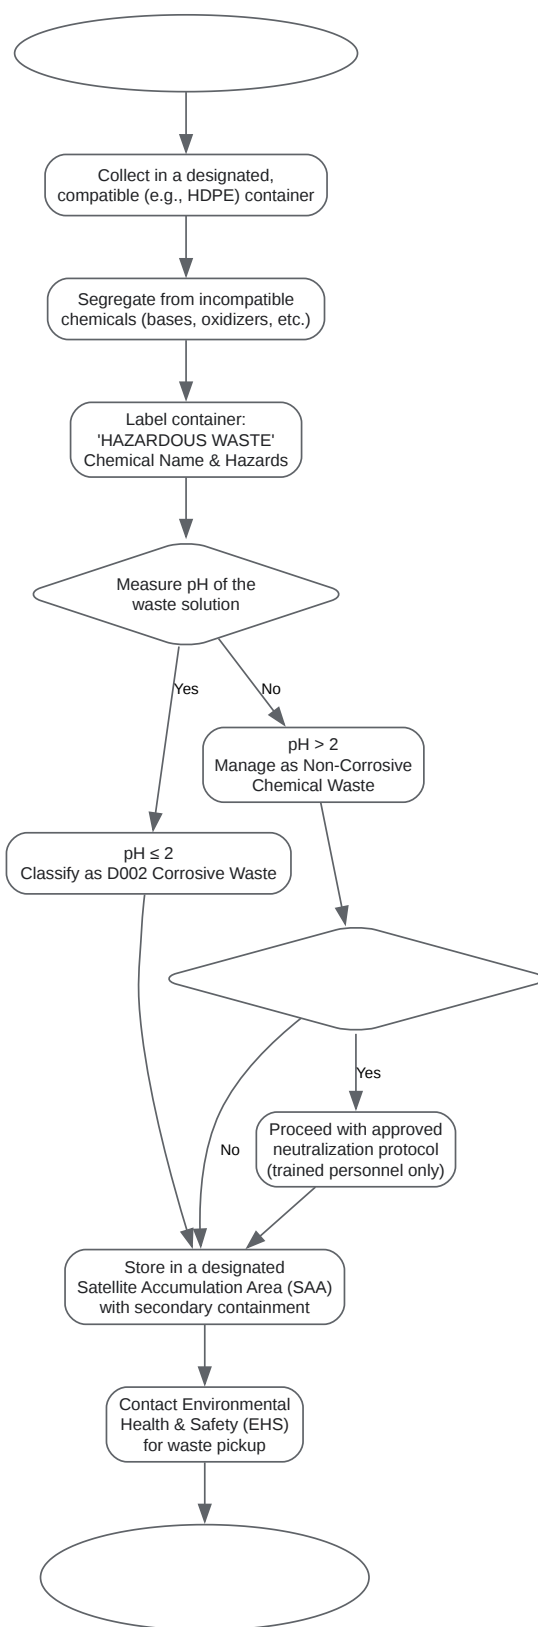 Collect in a designated,
compatible (e.g., HDPE) container
Segregate from incompatible
chemicals (bases, oxidizers, etc.)
Label container:
'HAZARDOUS WASTE'
Chemical Name & Hazards
Measure pH of the
waste solution
Yes
No
pH > 2
Manage as Non-Corrosive
Chemical Waste
pH ≤ 2
Classify as D002 Corrosive Waste
Yes
Proceed with approved
neutralization protocol
(trained personnel only)
No
Store in a designated
Satellite Accumulation Area (SAA)
with secondary containment
Contact Environmental
Health & Safety (EHS)
for waste pickup